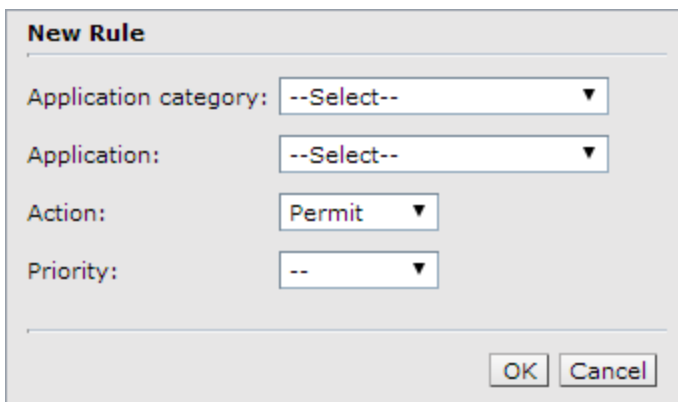 New Rule
Application category: --Select--
Application: --Select--
Action: Permit
Priority: --
OK Cancel